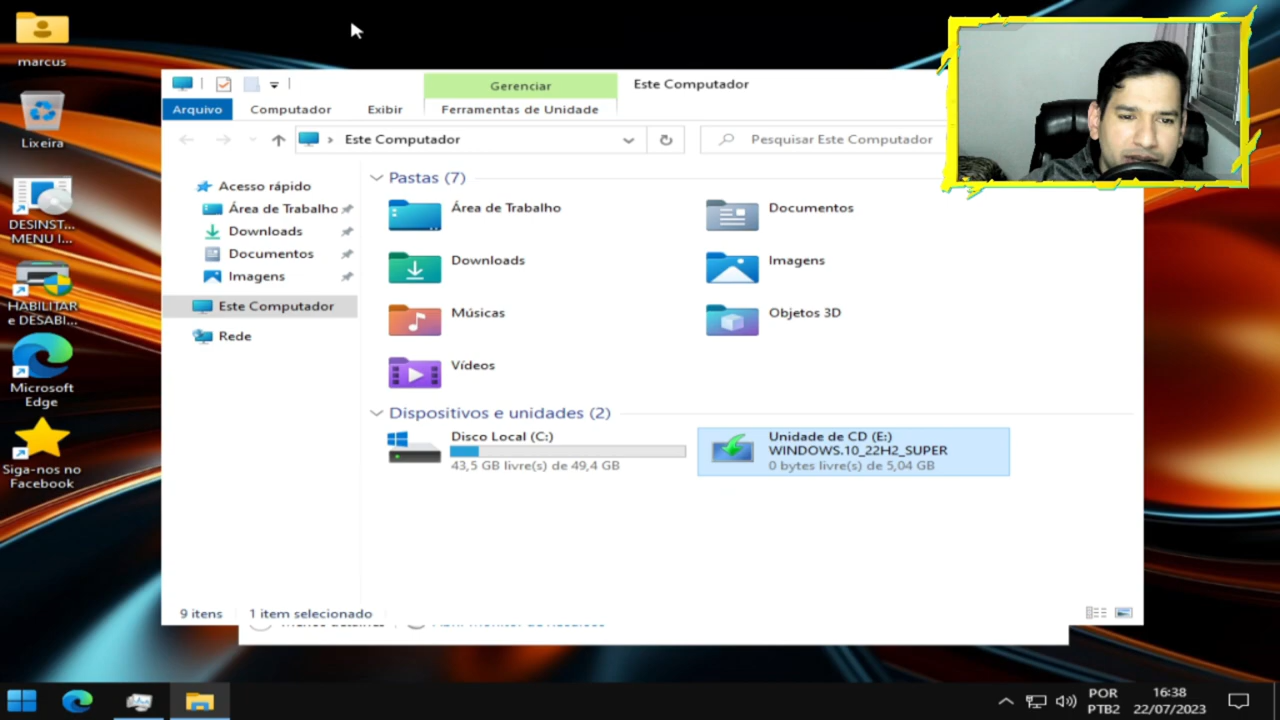 marcus
Lixeira
DESINST...
MENU I...
HABILITAR
e DESABI...
Microsoft
Edge
Siga-nos no
Facebook
Gerenciar
Este Computador
Arquivo
Computador
Exibir
Ferramentas de Unidade
Este Computador
Pesquisar Este Computador
Acesso rápido
Área de Trabalho
Downloads
Documentos
Imagens
Este Computador
Rede
Pastas (7)
Área de Trabalho
Documentos
Downloads
Imagens
Músicas
Objetos 3D
Vídeos
Dispositivos e unidades (2)
Disco Local (C:)
43,5 GB livre(s) de 49,4 GB
Unidade de CD (E:)
WINDOWS.10_22H2_SUPER
0 bytes livre(s) de 5,04 GB
9 itens
1 item selecionado
POR
PTB2
16:38
22/07/2023